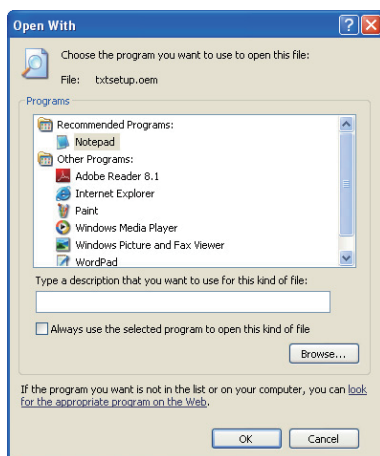 Open With
Choose the program you want to use to open this file:
File: txtsetup.oem
Programs
Recommended Programs:
Notepad
Other Programs:
Adobe Reader 8.1
Internet Explorer
Paint
Windows Media Player
Windows Picture and Fax Viewer
WordPad
Type a description that you want to use for this kind of file:
Always use the selected program to open this kind of file
Browse...
If the program you want is not in the list or on your computer, you can look
for the appropriate program on the Web.
OK Cancel